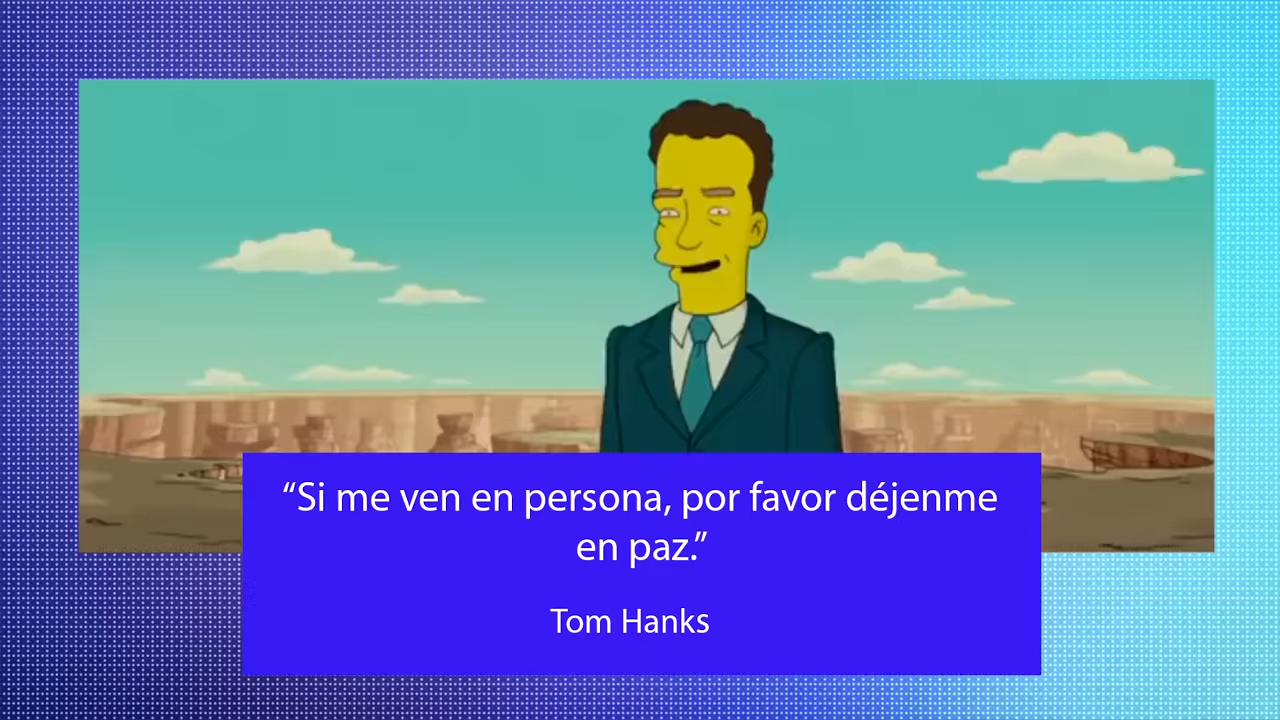 “Si me ven en persona, por favor déjenme
en paz.”
Tom Hanks